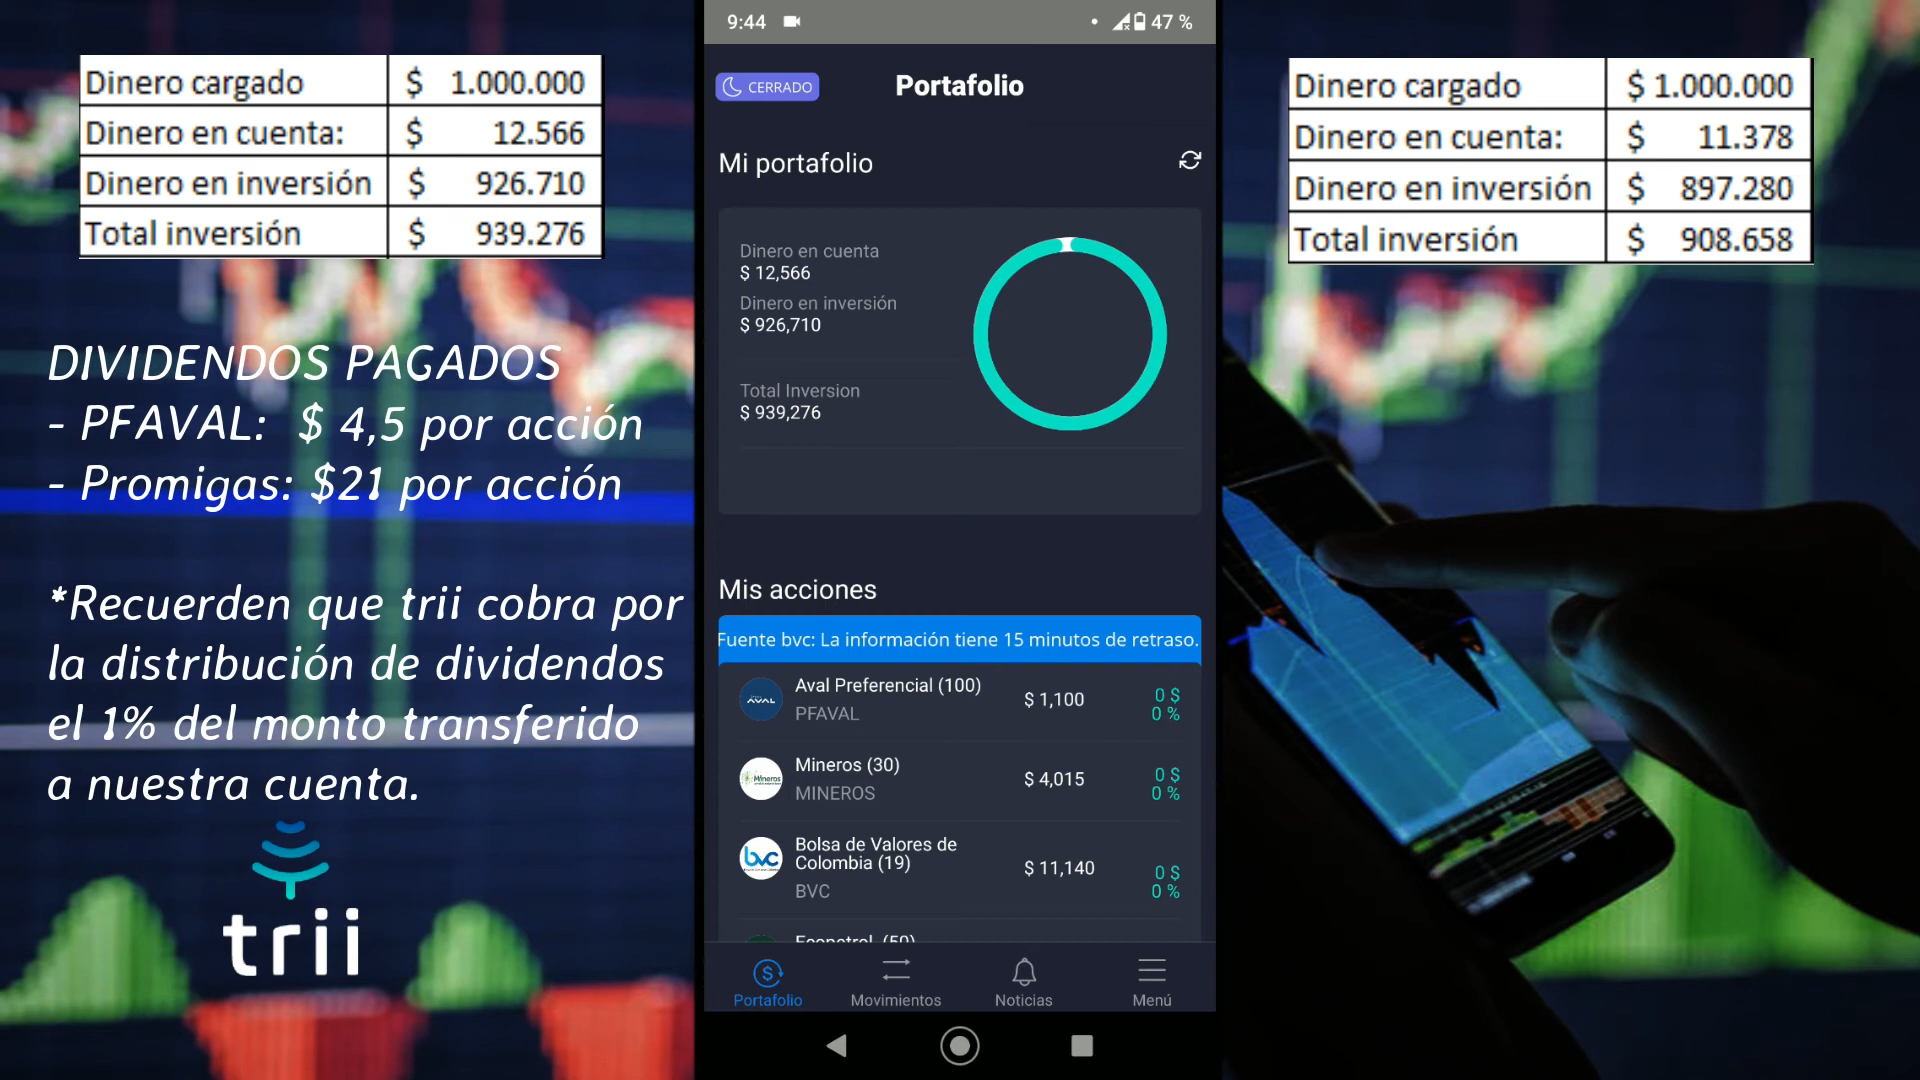 Dinero cargado $ 1.000.000
Dinero en cuenta: $ 12.566
Dinero en inversión $ 926.710
Total inversión $ 939.276
DIVIDENDOS PAGADOS
- PFAVAL: $ 4,5 por acción
- Promigas: $21 por acción
*Recuerden que trii cobra por
la distribución de dividendos
el 1% del monto transferido
a nuestra cuenta.
trii
9:44 47 %
CERRADO
Portafolio
Mi portafolio
Dinero en cuenta
$ 12,566
Dinero en inversión
$ 926,710
Total Inversion
$ 939,276
Mis acciones
Fuente bvc: La información tiene 15 minutos de retraso.
AVAL
Aval Preferencial (100)
PFAVAL
$ 1,100
0 $
0 %
Mineros
Mineros (30)
MINEROS
$ 4,015
0 $
0 %
bvc
Bolsa de Valores de
Colombia (19)
BVC
$ 11,140
0 $
0 %
Ecopetrol (50)
Portafolio
Movimientos
Noticias
Menú
Dinero cargado $ 1.000.000
Dinero en cuenta: $ 11.378
Dinero en inversión $ 897.280
Total inversión $ 908.658